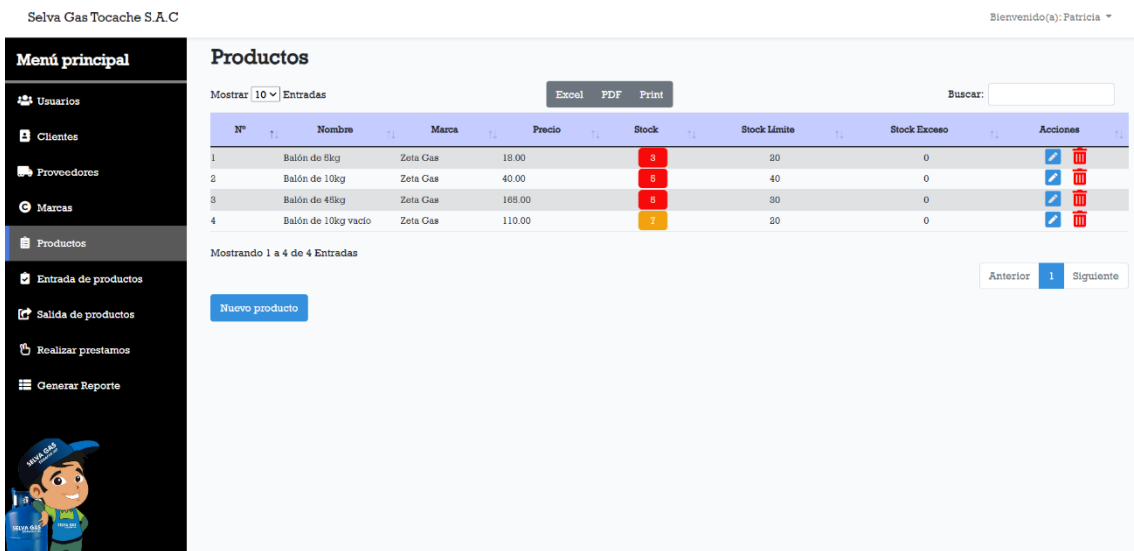 Selva Gas Tocache S.A.C
Bienvenido(a): Patricia
Menú principal
Usuarios
Clientes
Proveedores
Marcas
Productos
Entrada de productos
Salida de productos
Realizar prestamos
Generar Reporte
Productos
Mostrar 10 Entradas
Excel PDF Print
Buscar:
N° Nombre Marca Precio Stock Stock Límite Stock Exceso Acciones
1 Balón de 5kg Zeta Gas 18.00 3 20 0
2 Balón de 10kg Zeta Gas 40.00 5 40 0
3 Balón de 45kg Zeta Gas 165.00 5 30 0
4 Balón de 10kg vacío Zeta Gas 110.00 7 20 0
Mostrando 1 a 4 de 4 Entradas
Anterior 1 Siguiente
Nuevo producto
SELVA GAS
SELVA GAS